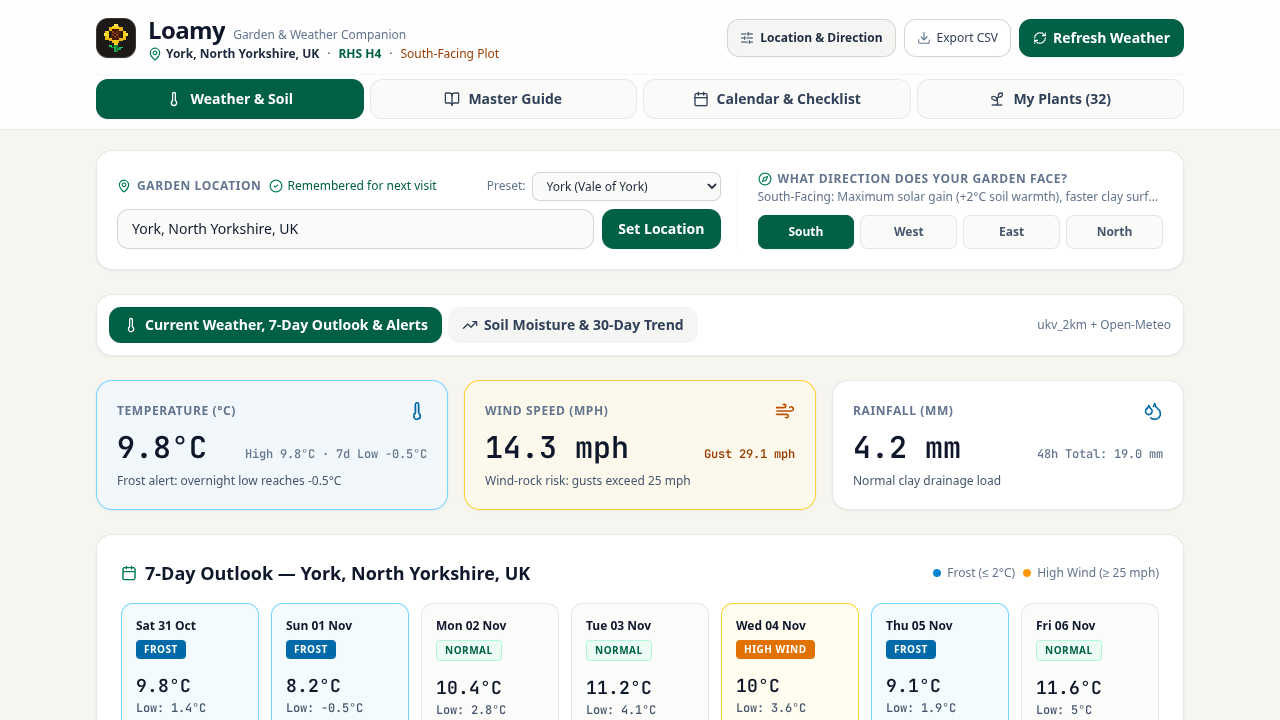 Loamy Garden & Weather Companion
York, North Yorkshire, UK · RHS H4 · South-Facing Plot
Location & Direction
Export CSV
Refresh Weather
Weather & Soil
Master Guide
Calendar & Checklist
My Plants (32)
GARDEN LOCATION Remembered for next visit
Preset: York (Vale of York)
York, North Yorkshire, UK
Set Location
WHAT DIRECTION DOES YOUR GARDEN FACE?
South-Facing: Maximum solar gain (+2°C soil warmth), faster clay surf...
South
West
East
North
Current Weather, 7-Day Outlook & Alerts
Soil Moisture & 30-Day Trend
ukv_2km + Open-Meteo
TEMPERATURE (°C)
9.8°C
High 9.8°C · 7d Low -0.5°C
Frost alert: overnight low reaches -0.5°C
WIND SPEED (MPH)
14.3 mph
Gust 29.1 mph
Wind-rock risk: gusts exceed 25 mph
RAINFALL (MM)
4.2 mm
48h Total: 19.0 mm
Normal clay drainage load
7-Day Outlook — York, North Yorkshire, UK
Frost (≤ 2°C)
High Wind (≥ 25 mph)
Sat 31 Oct
FROST
9.8°C
Low: 1.4°C
Sun 01 Nov
FROST
8.2°C
Low: -0.5°C
Mon 02 Nov
NORMAL
10.4°C
Low: 2.8°C
Tue 03 Nov
NORMAL
11.2°C
Low: 4.1°C
Wed 04 Nov
HIGH WIND
10°C
Low: 3.6°C
Thu 05 Nov
FROST
9.1°C
Low: 1.9°C
Fri 06 Nov
NORMAL
11.6°C
Low: 5°C